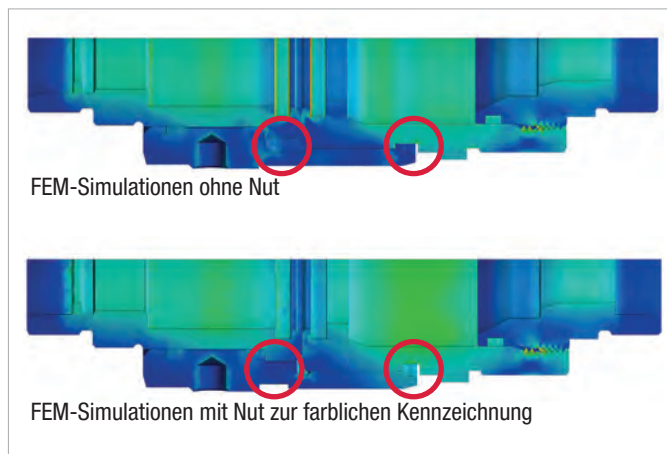 FEM-Simulationen ohne Nut
FEM-Simulationen mit Nut zur farblichen Kennzeichnung